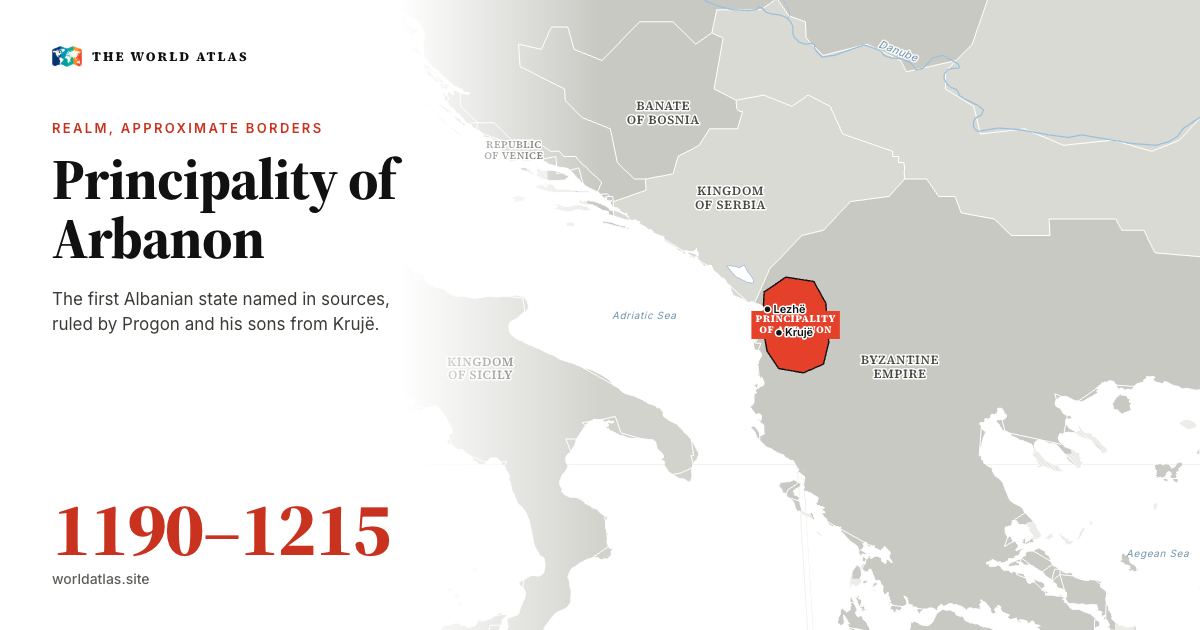 THE WORLD ATLAS
REALM, APPROXIMATE BORDERS
Principality of
Arbanon
The first Albanian state named in sources,
ruled by Progon and his sons from Krujë.
1190–1215
worldatlas.site
Danube
BANATE
OF BOSNIA
REPUBLIC
OF VENICE
KINGDOM
OF SERBIA
Adriatic Sea
Lezhë
PRINCIPALITY
OF ARBANON
Krujë
KINGDOM
OF SICILY
BYZANTINE
EMPIRE
Aegean Sea